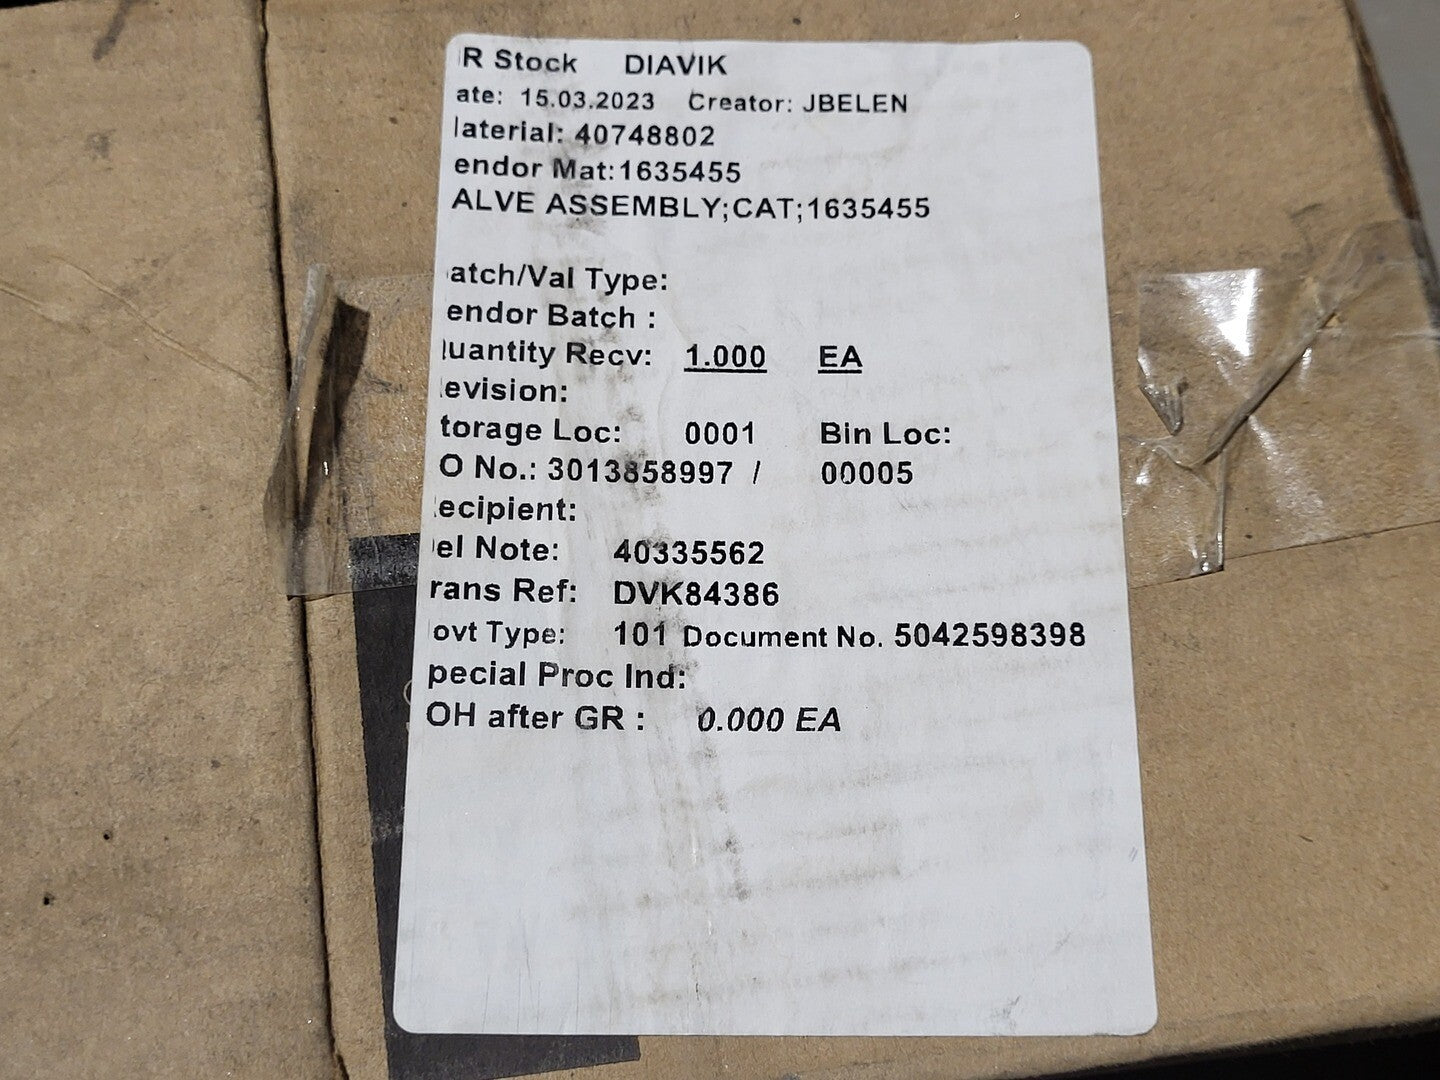 R Stock DIAVIK
ate: 15.03.2023 Creator: JBELEN
laterial: 40748802
endor Mat:1635455
ALVE ASSEMBLY;CAT;1635455
atch/Val Type:
endor Batch :
uantity Recv: 1.000 EA
evision:
torage Loc: 0001 Bin Loc:
O No.: 3013858997 / 00005
ecipient:
el Note: 40335562
rans Ref: DVK84386
ovt Type: 101 Document No. 5042598398
pecial Proc Ind:
OH after GR : 0.000 EA